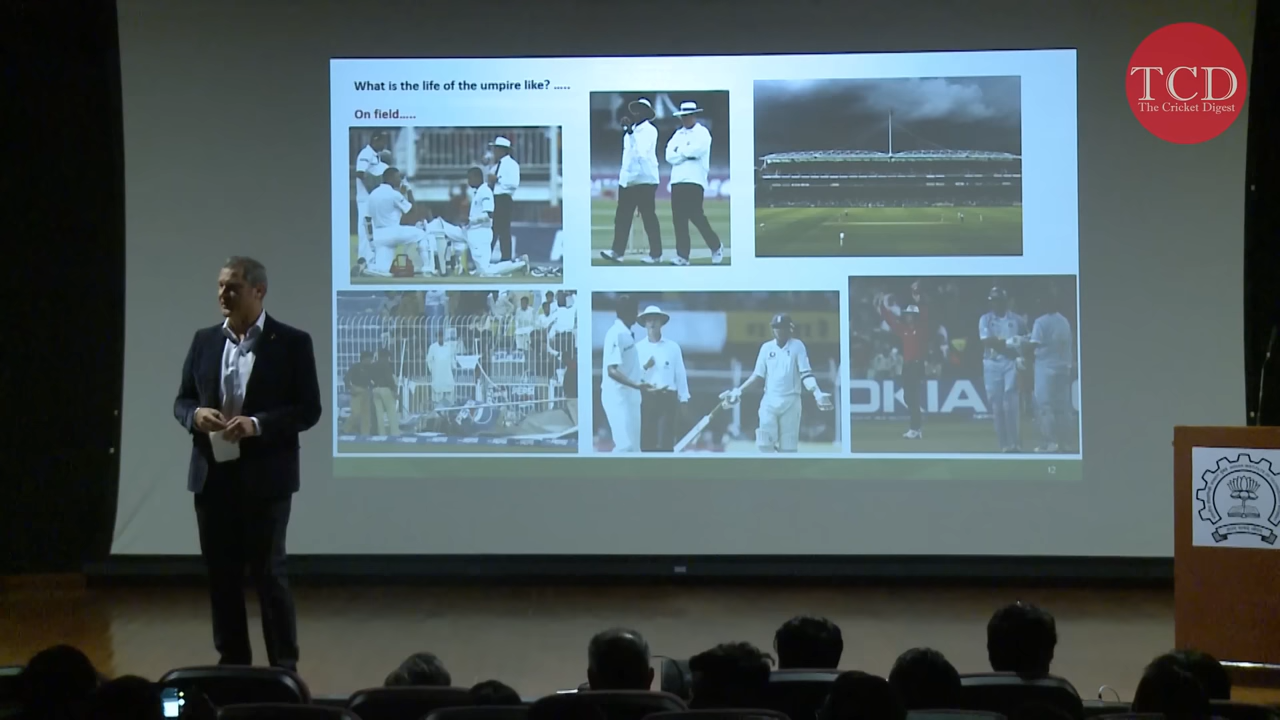 What is the life of the umpire like? .....
On field.....
TCD
The Cricket Digest
OKIA
12